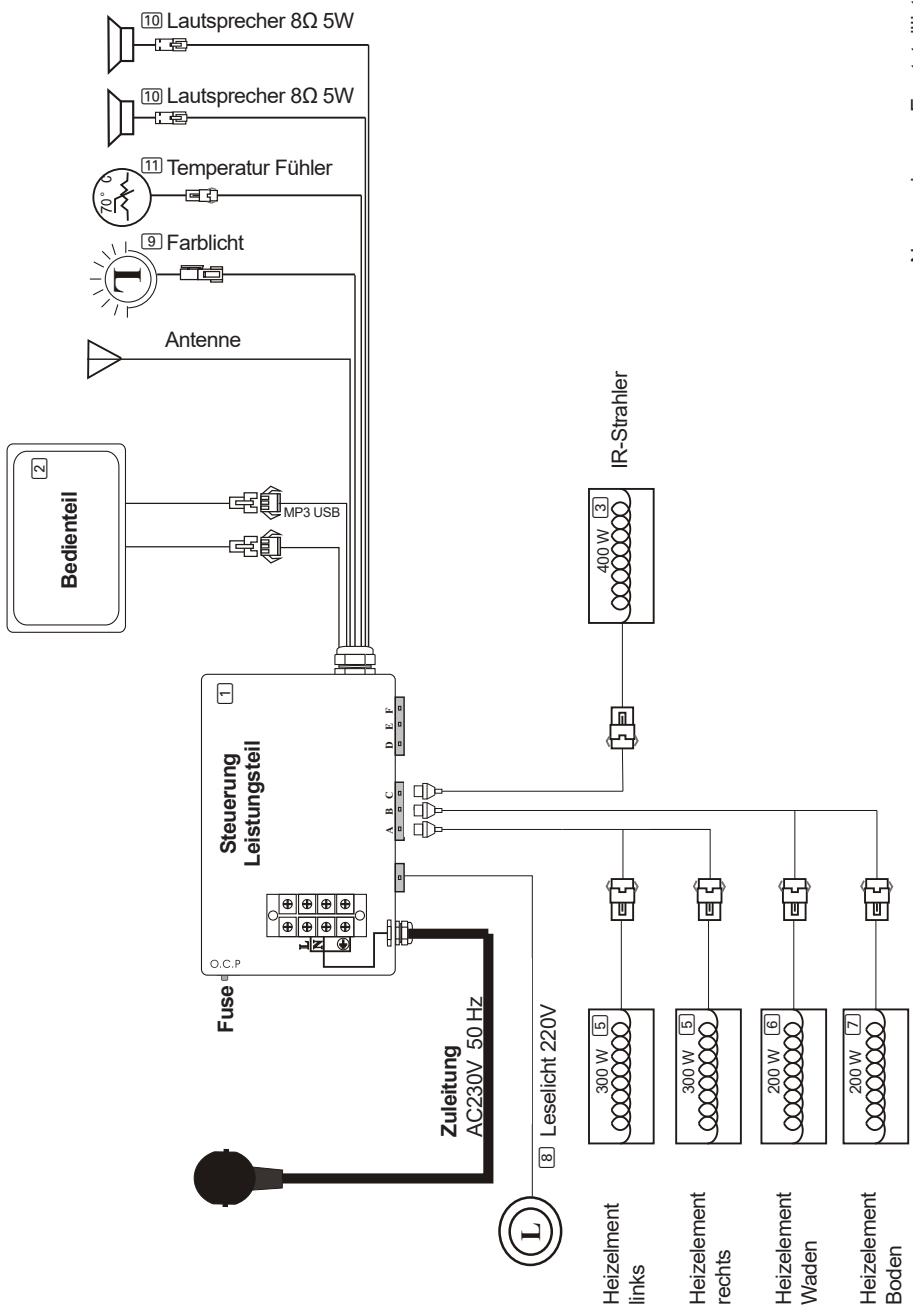 10 Lautsprecher 8Ω 5W
10 Lautsprecher 8Ω 5W
11 Temperatur Fühler
70° C
9 Farblicht
L
Antenne
2
Bedienteil
MP3 USB
IR-Strahler
3
400 W
1
Steuerung
Leistungsteil
A B C D E F
L
N
O.C.P
Fuse
Zuleitung
AC230V 50 Hz
8 Leselicht 220V
L
5
300 W
5
300 W
6
200 W
7
200 W
Heizelment
links
Heizelement
rechts
Heizelement
Waden
Heizelement
Boden